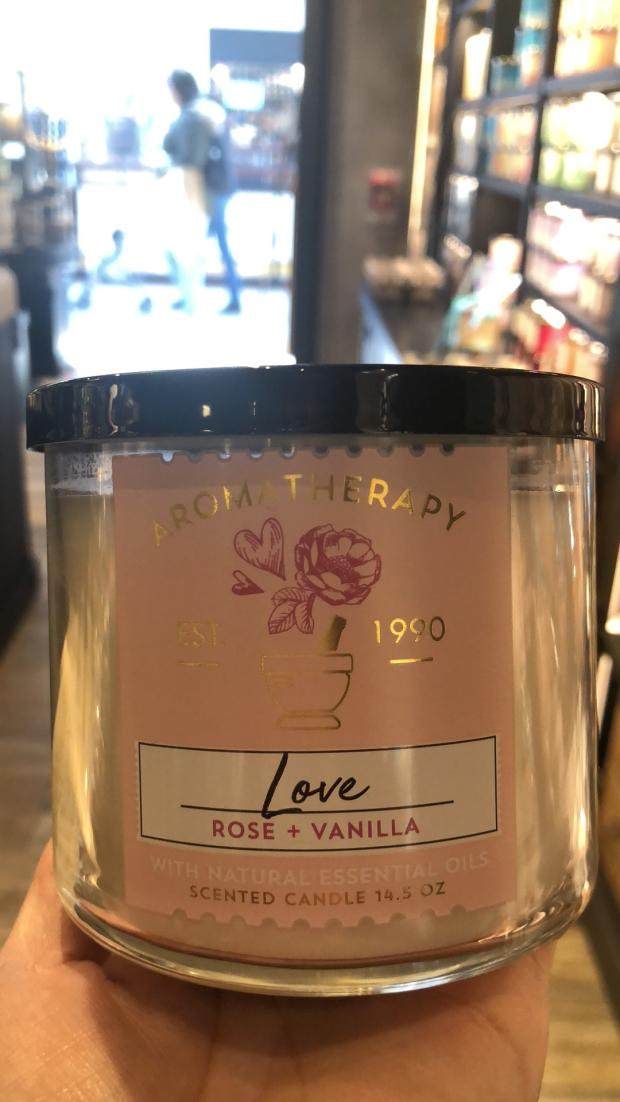 AROMATHERAPY
EST. 1990
Love
ROSE + VANILLA
WITH NATURAL ESSENTIAL OILS
SCENTED CANDLE 14.5 OZ